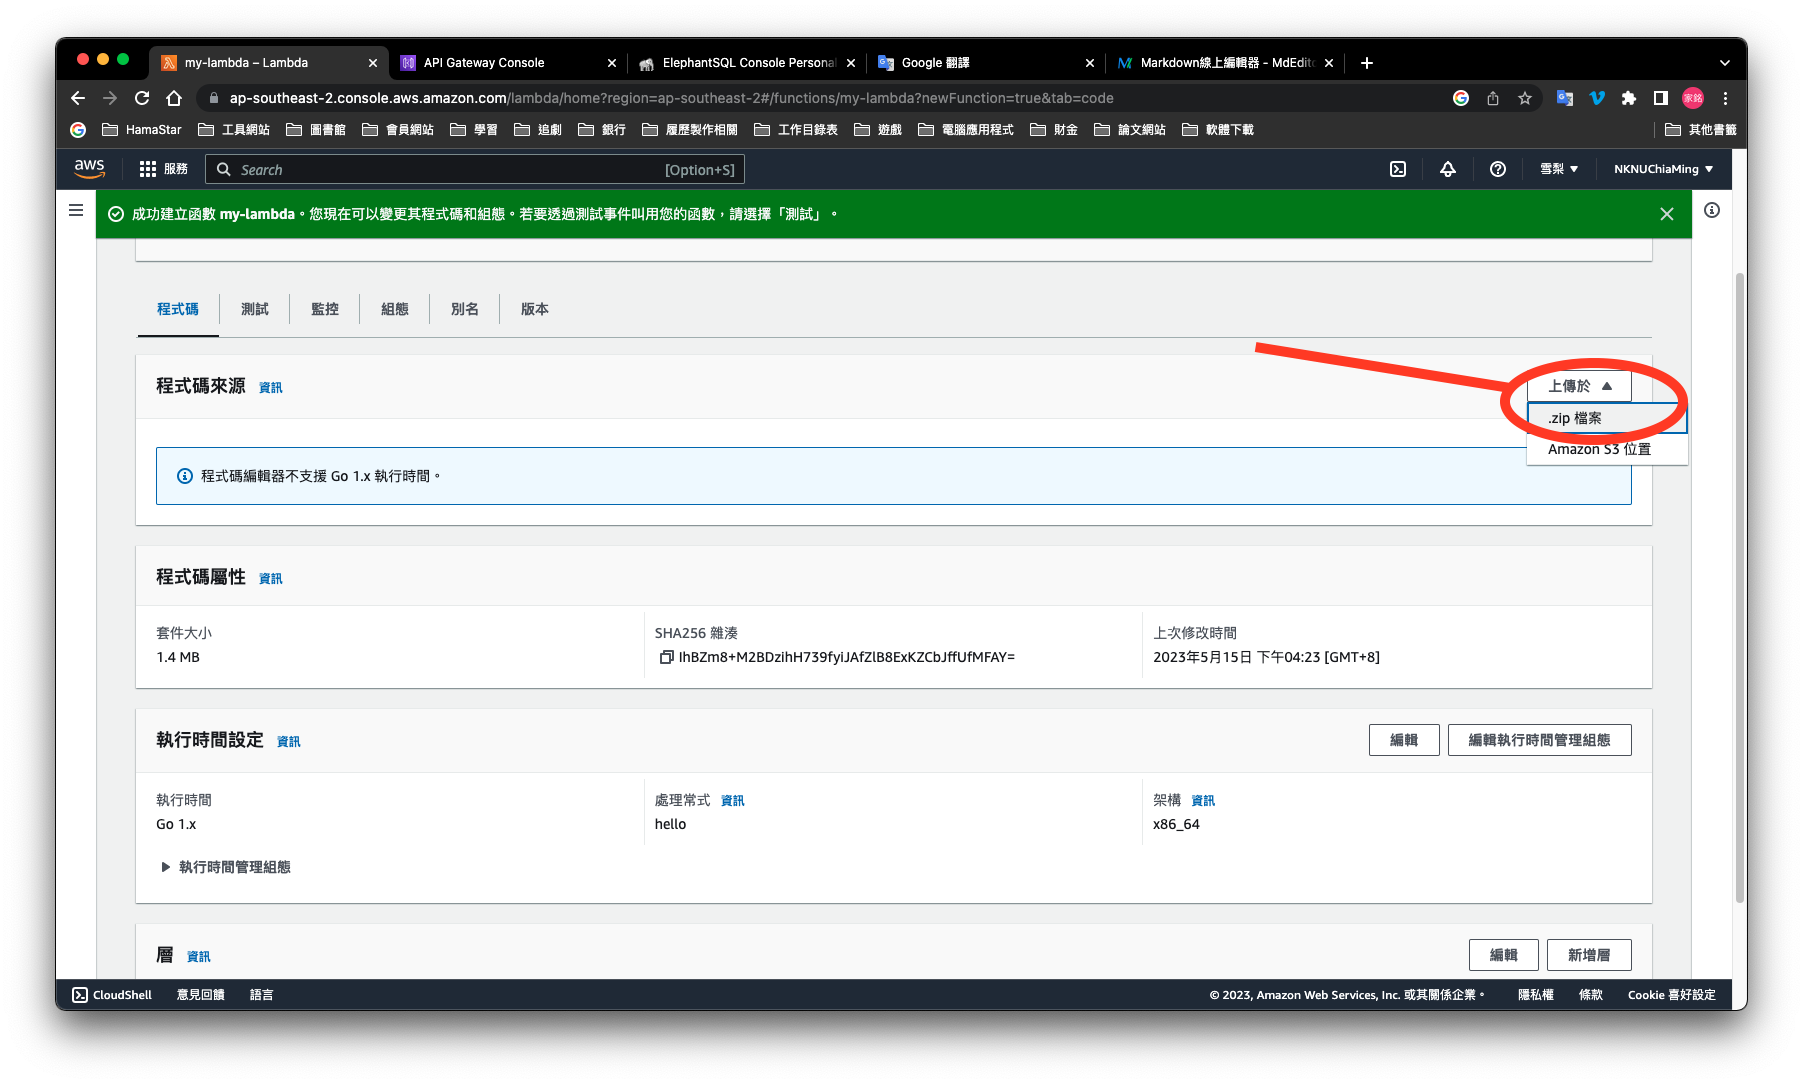 my-lambda – Lambda
API Gateway Console
ElephantSQL Console Personal
Google 翻譯
Markdown線上編輯器 - MdEdito
ap-southeast-2.console.aws.amazon.com/lambda/home?region=ap-southeast-2#/functions/my-lambda?newFunction=true&tab=code
家銘
HamaStar
工具網站
圖書館
會員網站
學習
追劇
銀行
履歷製作相關
工作目錄表
遊戲
電腦應用程式
財金
論文網站
軟體下載
其他書籤
aws
服務
Search
[Option+S]
雪梨
NKNUChiaMing
成功建立函數 my-lambda。您現在可以變更其程式碼和組態。若要透過測試事件叫用您的函數，請選擇「測試」。
程式碼
測試
監控
組態
別名
版本
程式碼來源 資訊
上傳於
.zip 檔案
Amazon S3 位置
程式碼編輯器不支援 Go 1.x 執行時間。
程式碼屬性 資訊
套件大小
1.4 MB
SHA256 雜湊
IhBZm8+M2BDzihH739fyiJAfZlB8ExKZCbJffUfMFAY=
上次修改時間
2023年5月15日 下午04:23 [GMT+8]
執行時間設定 資訊
編輯
編輯執行時間管理組態
執行時間
Go 1.x
處理常式 資訊
hello
架構 資訊
x86_64
執行時間管理組態
層 資訊
編輯
新增層
CloudShell
意見回饋
語言
© 2023, Amazon Web Services, Inc. 或其關係企業。
隱私權
條款
Cookie 喜好設定